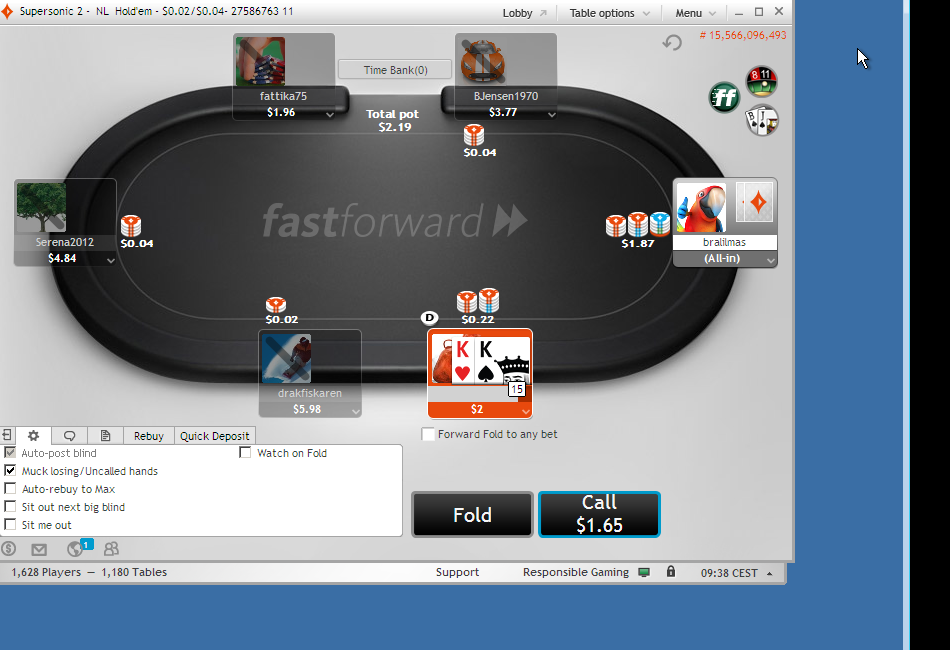 Supersonic 2 - NL Hold'em - $0.02/$0.04- 27586763 11
Lobby
Table options
Menu
# 15,566,096,493
Time Bank(0)
fattika75
$1.96
BJensen1970
$3.77
Total pot
$2.19
8 11
ff
B J
$0.04
Serena2012
$4.84
$0.04
fastforward
$1.87
bralilmas
(All-in)
$0.02
D
$0.22
drakfiskaren
$5.98
K K
15
$2
Forward Fold to any bet
Rebuy
Quick Deposit
Auto-post blind
Watch on Fold
Muck losing/Uncalled hands
Auto-rebuy to Max
Sit out next big blind
Sit me out
Fold
Call
$1.65
$
1
1,628 Players — 1,180 Tables
Support
Responsible Gaming
09:38 CEST